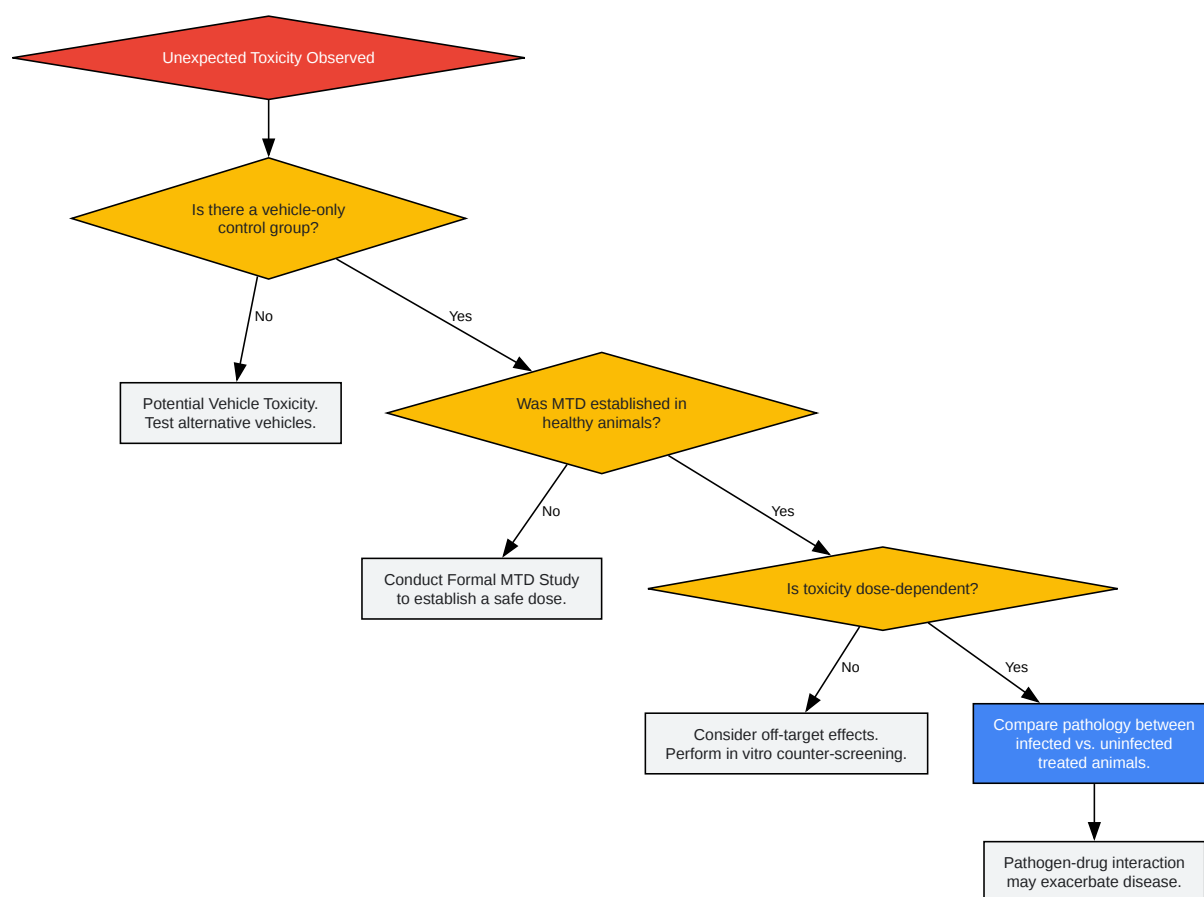 Unexpected Toxicity Observed
Is there a vehicle-only
control group?
No
Yes
Potential Vehicle Toxicity.
Test alternative vehicles.
Was MTD established in
healthy animals?
No
Yes
Conduct Formal MTD Study
to establish a safe dose.
Is toxicity dose-dependent?
No
Yes
Consider off-target effects.
Perform in vitro counter-screening.
Compare pathology between
infected vs. uninfected
treated animals.
Pathogen-drug interaction
may exacerbate disease.